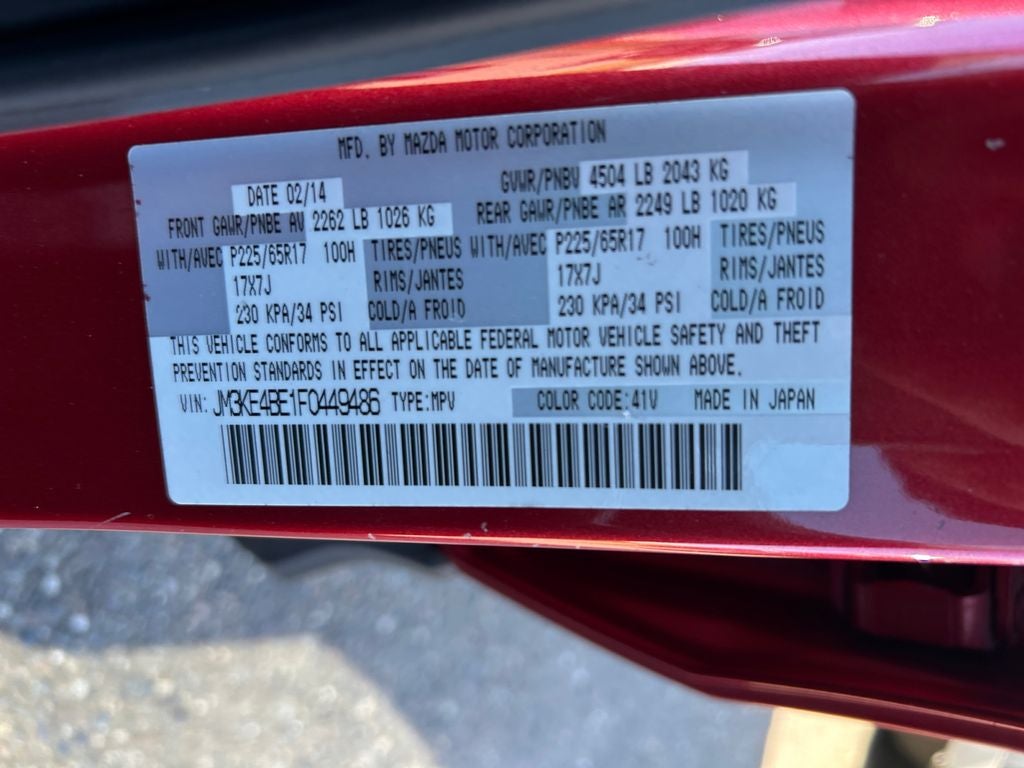 MFD. BY MAZDA MOTOR CORPORATION
DATE 02/14 GVWR/PNBV 4504 LB 2043 KG
FRONT GAWR/PNBE AV 2262 LB 1026 KG REAR GAWR/PNBE AR 2249 LB 1020 KG
WITH/AVEC P225/65R17 100H TIRES/PNEUS WITH/AVEC P225/65R17 100H TIRES/PNEUS
17X7J RIMS/JANTES 17X7J RIMS/JANTES
230 KPA/34 PSI COLD/A FROID 230 KPA/34 PSI COLD/A FROID
THIS VEHICLE CONFORMS TO ALL APPLICABLE FEDERAL MOTOR VEHICLE SAFETY AND THEFT
PREVENTION STANDARDS IN EFFECT ON THE DATE OF MANUFACTURE SHOWN ABOVE.
VIN: JM3KE4BE1F0449486 TYPE:MPV COLOR CODE:41V MADE IN JAPAN